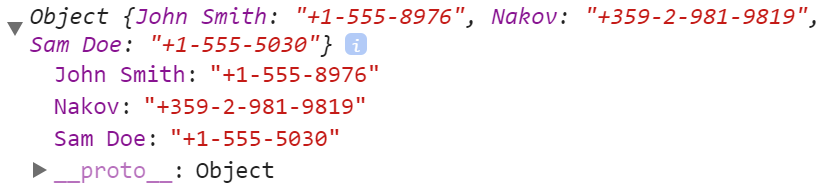 Object {John Smith: "+1-555-8976", Nakov: "+359-2-981-9819",
Sam Doe: "+1-555-5030"} i
John Smith: "+1-555-8976"
Nakov: "+359-2-981-9819"
Sam Doe: "+1-555-5030"
__proto__: Object